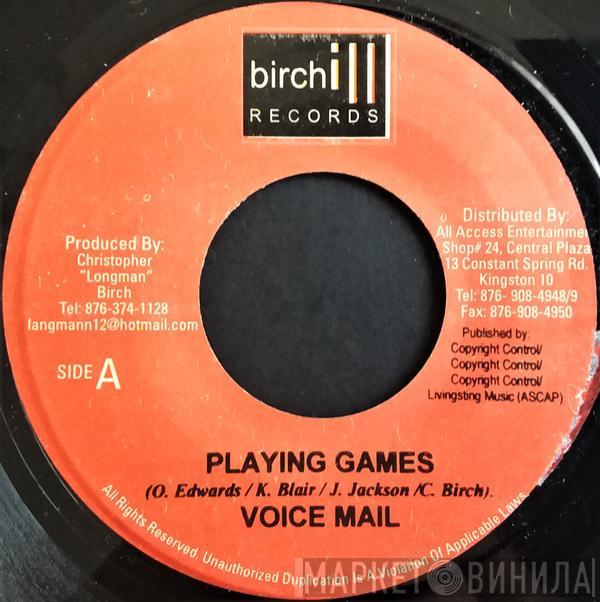 birchill
RECORDS
Produced By:
Christopher
"Longman"
Birch
Tel: 876-374-1128
langmann12@hotmail.com
SIDE A
Distributed By:
All Access Entertainmen
Shop# 24, Central Plaza
13 Constant Spring Rd.
Kingston 10
Tel: 876- 908-4948/9
Fax: 876-908-4950
Published by:
Copyright Control/
Copyright Control/
Copyright Control/
Livingsting Music (ASCAP)
PLAYING GAMES
(O. Edwards / K. Blair / J. Jackson /C. Birch).
VOICE MAIL
All Rights Reserved. Unauthorized Duplication Is A Violation Of Applicable Laws.
МАРКЕТ ВИНИЛА